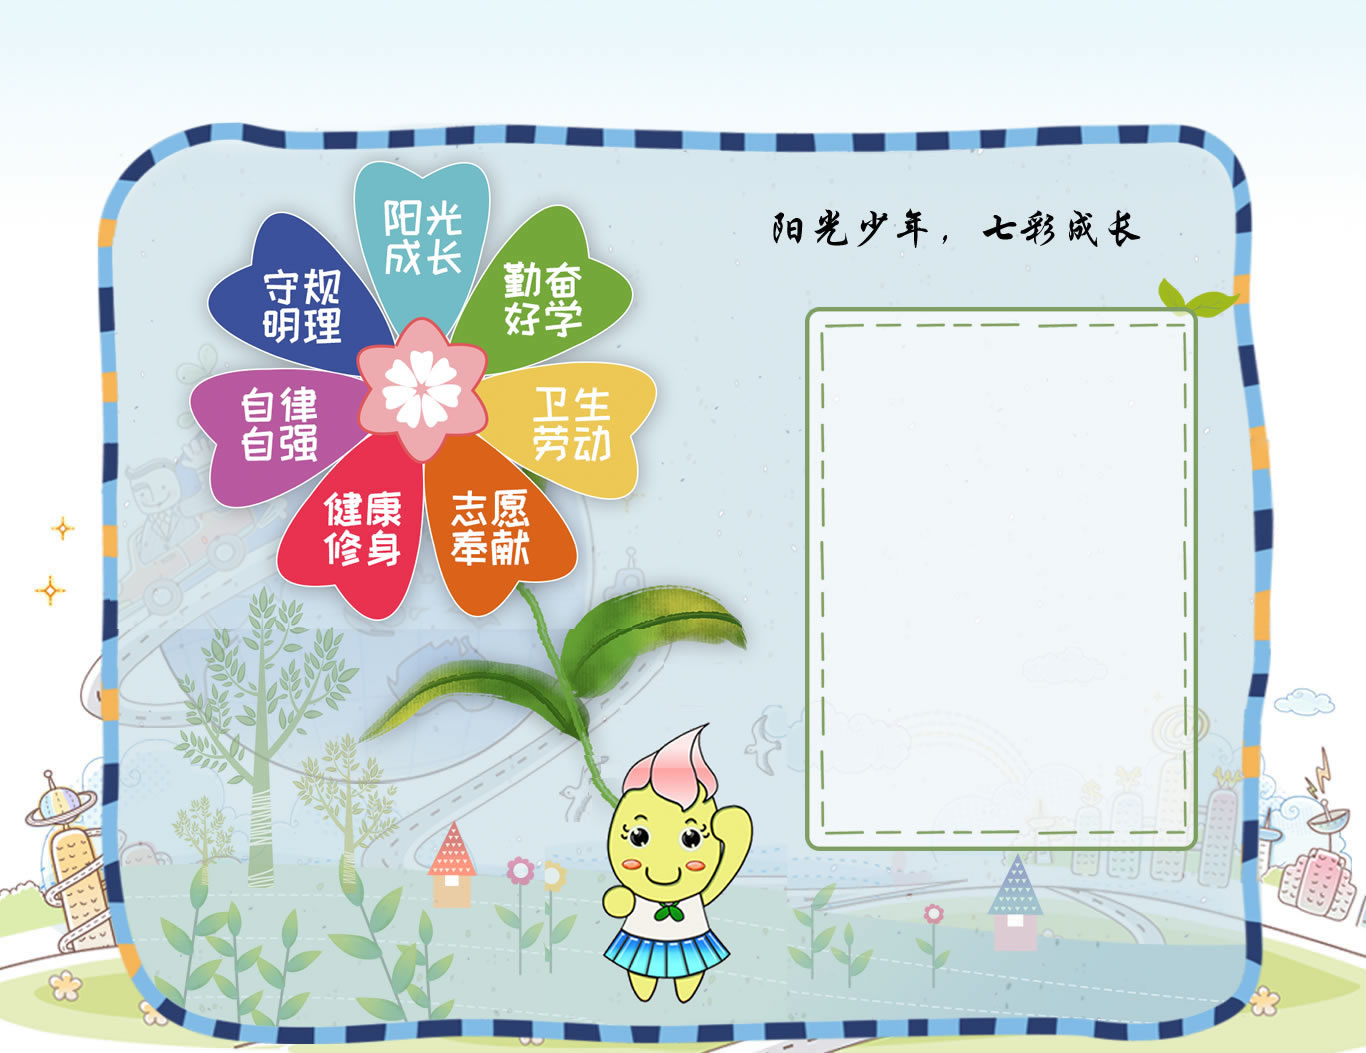 阳光
成长
勤奋
好学
卫生
劳动
志愿
奉献
健康
修身
自律
自强
守规
明理
阳光少年，七彩成长